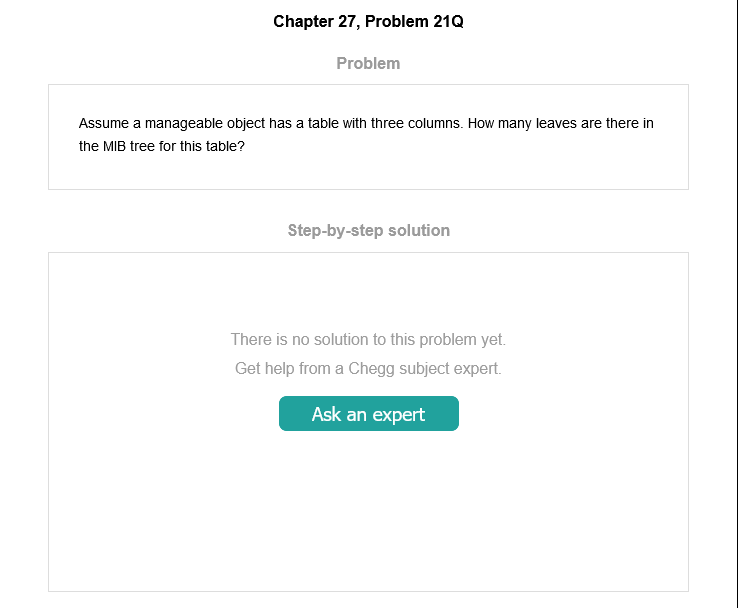 Chapter 27, Problem 21Q
Problem
Assume a manageable object has a table with three columns. How many leaves are there in
the MIB tree for this table?
Step-by-step solution
There is no solution to this problem yet.
Get help from a Chegg subject expert.
Ask an expert